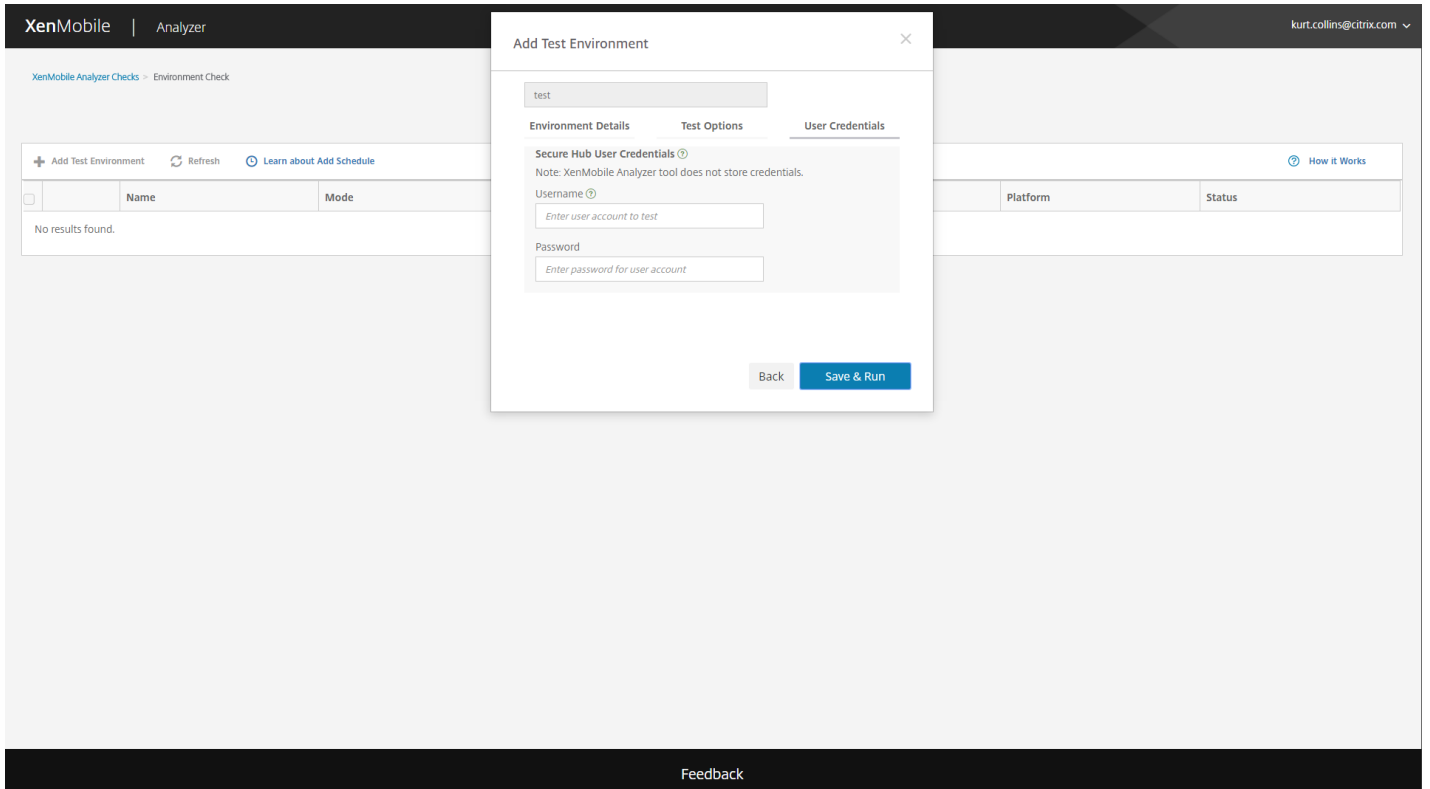 XenMobile | Analyzer
kurt.collins@citrix.com
XenMobile Analyzer Checks > Environment Check
Add Test Environment
test
Environment Details Test Options User Credentials
Secure Hub User Credentials ?
Note: XenMobile Analyzer tool does not store credentials.
Username ?
Enter user account to test
Password
Enter password for user account
Back Save & Run
Add Test Environment Refresh Learn about Add Schedule ? How it Works
Name Mode Platform Status
No results found.
Feedback